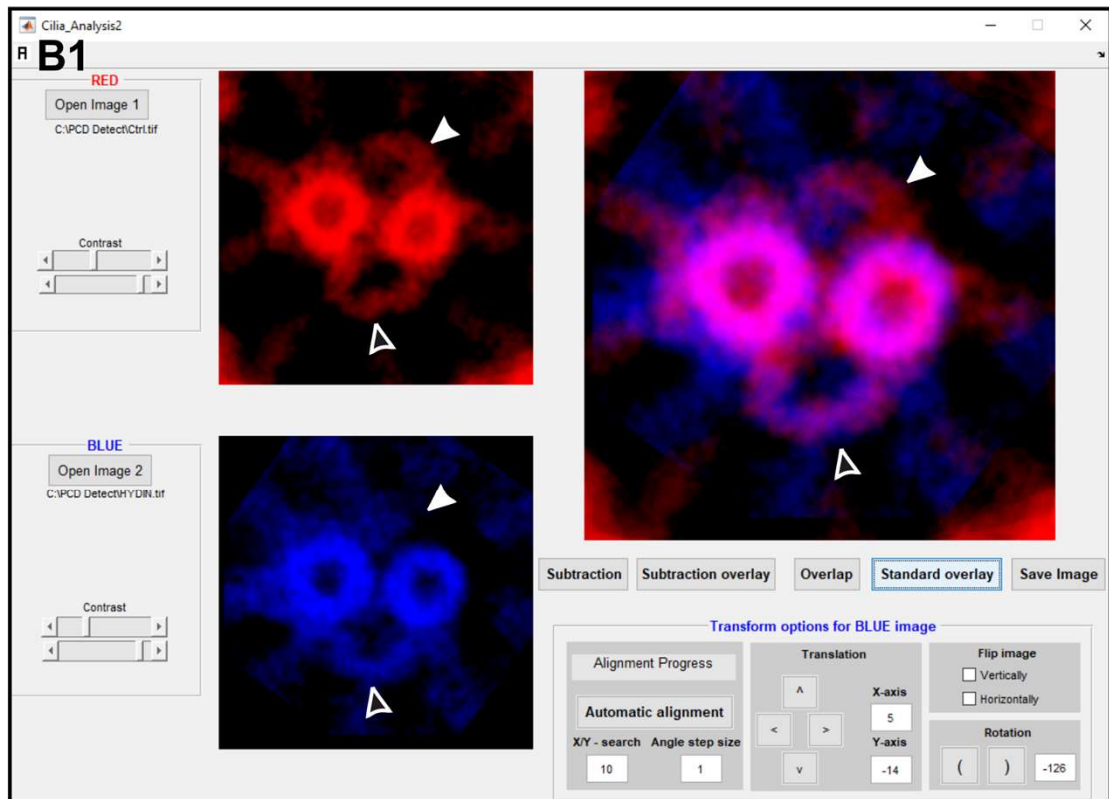 Cilia_Analysis2
B1
RED
Open Image 1
C:\PCD Detect\Ctrl.tif
Contrast
BLUE
Open Image 2
C:\PCD Detect\HYDIN.tif
Contrast
Subtraction
Subtraction overlay
Overlap
Standard overlay
Save Image
Transform options for BLUE image
Alignment Progress
Automatic alignment
X/Y - search
Angle step size
10
1
Translation
^
<
>
v
X-axis
5
Y-axis
-14
Flip image
Vertically
Horizontally
Rotation
(
)
-126